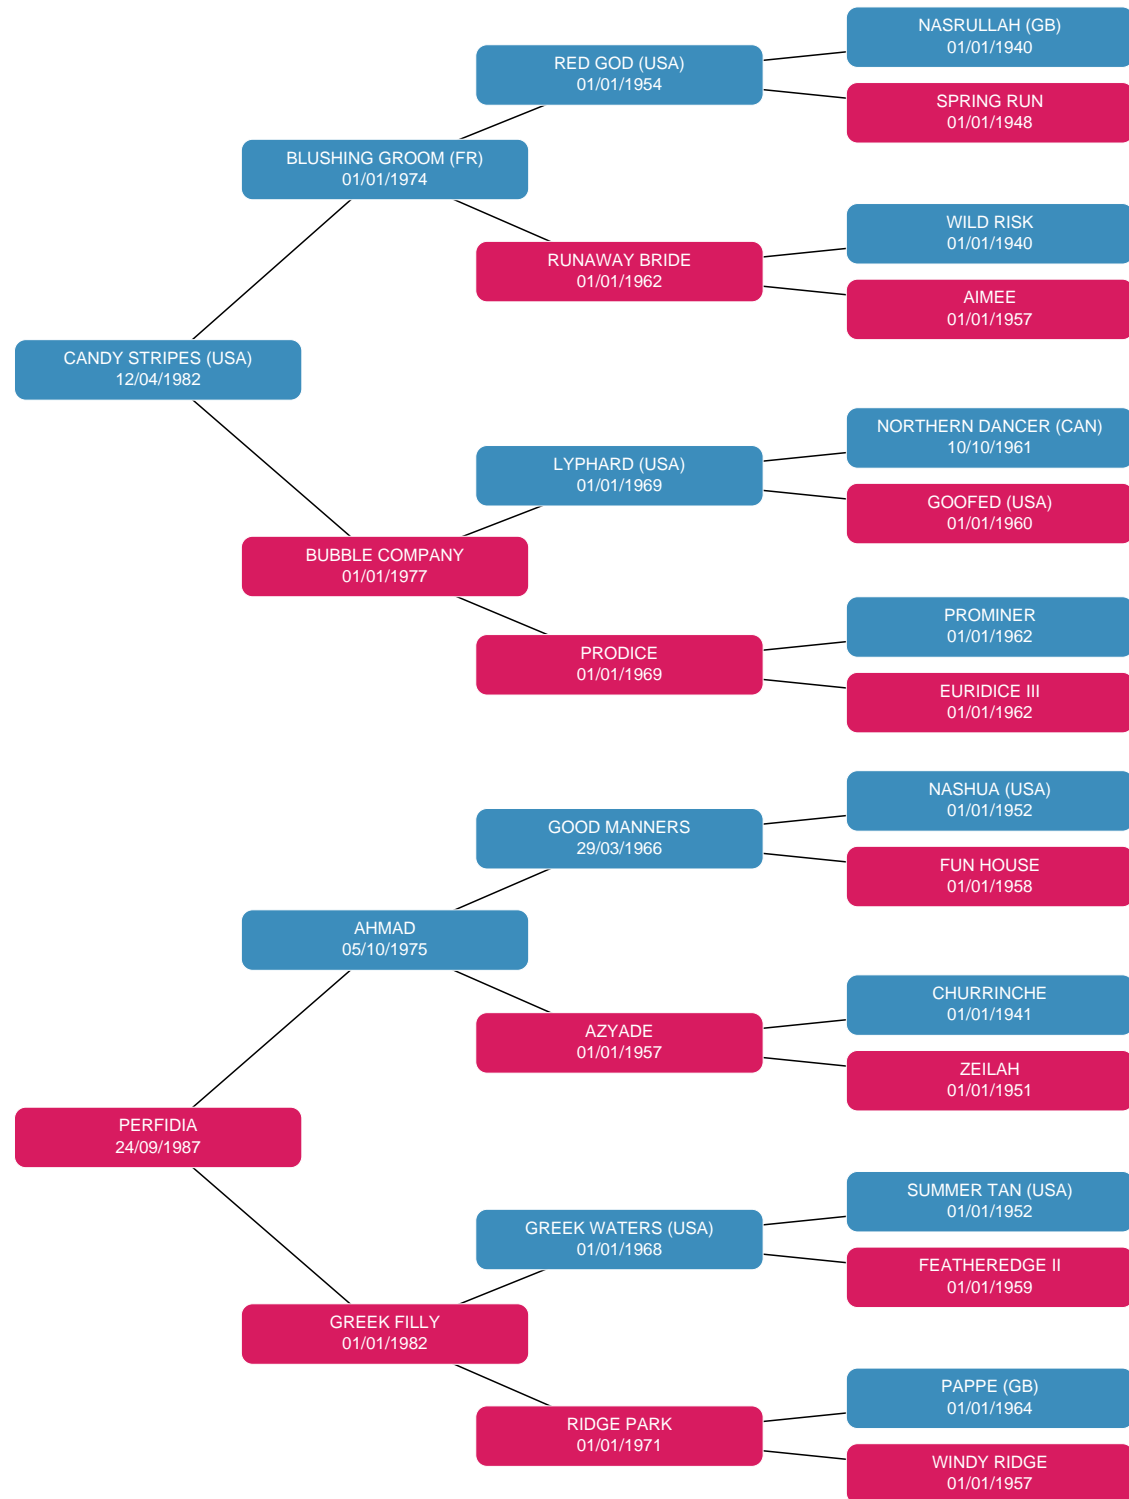 NASRULLAH (GB)
01/01/1940
RED GOD (USA)
01/01/1954
SPRING RUN
01/01/1948
BLUSHING GROOM (FR)
01/01/1974
WILD RISK
01/01/1940
RUNAWAY BRIDE
01/01/1962
AIMEE
01/01/1957
CANDY STRIPES (USA)
12/04/1982
NORTHERN DANCER (CAN)
10/10/1961
LYPHARD (USA)
01/01/1969
GOOFED (USA)
01/01/1960
BUBBLE COMPANY
01/01/1977
PROMINER
01/01/1962
PRODICE
01/01/1969
EURIDICE III
01/01/1962
NASHUA (USA)
01/01/1952
GOOD MANNERS
29/03/1966
FUN HOUSE
01/01/1958
AHMAD
05/10/1975
CHURRINCHE
01/01/1941
AZYADE
01/01/1957
ZEILAH
01/01/1951
PERFIDIA
24/09/1987
SUMMER TAN (USA)
01/01/1952
GREEK WATERS (USA)
01/01/1968
FEATHEREDGE II
01/01/1959
GREEK FILLY
01/01/1982
PAPPE (GB)
01/01/1964
RIDGE PARK
01/01/1971
WINDY RIDGE
01/01/1957